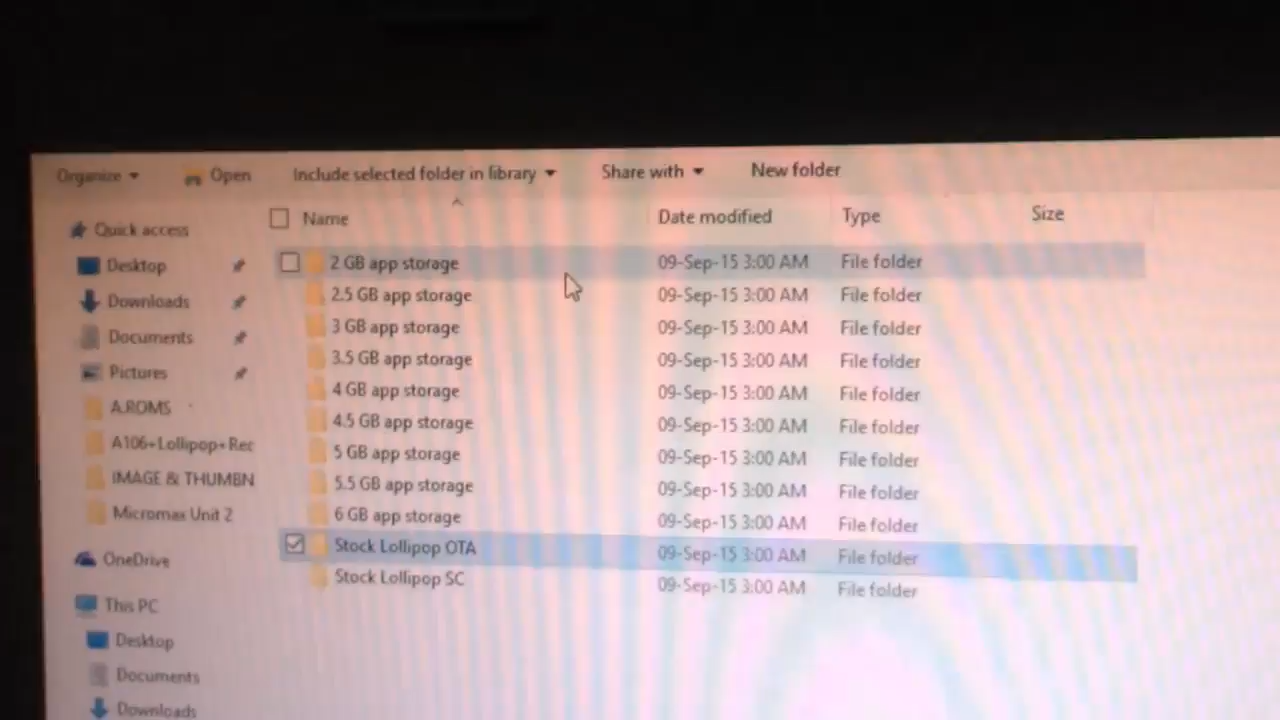 Organize Open Include selected folder in library Share with New folder
Name Date modified Type Size
Quick access
Desktop
Downloads
Documents
Pictures
A.ROMS
A106+Lollipop+Rec
IMAGE & THUMBN
Micromax Unit 2
OneDrive
This PC
Desktop
Documents
Downloads
2 GB app storage 09-Sep-15 3:00 AM File folder
2.5 GB app storage 09-Sep-15 3:00 AM File folder
3 GB app storage 09-Sep-15 3:00 AM File folder
3.5 GB app storage 09-Sep-15 3:00 AM File folder
4 GB app storage 09-Sep-15 3:00 AM File folder
4.5 GB app storage 09-Sep-15 3:00 AM File folder
5 GB app storage 09-Sep-15 3:00 AM File folder
5.5 GB app storage 09-Sep-15 3:00 AM File folder
6 GB app storage 09-Sep-15 3:00 AM File folder
Stock Lollipop OTA 09-Sep-15 3:00 AM File folder
Stock Lollipop SC 09-Sep-15 3:00 AM File folder